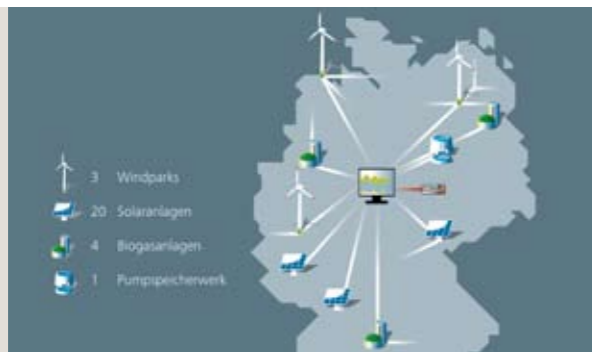 3 Windparks
20 Solaranlagen
4 Biogasanlagen
1 Pumpspeicherwerk